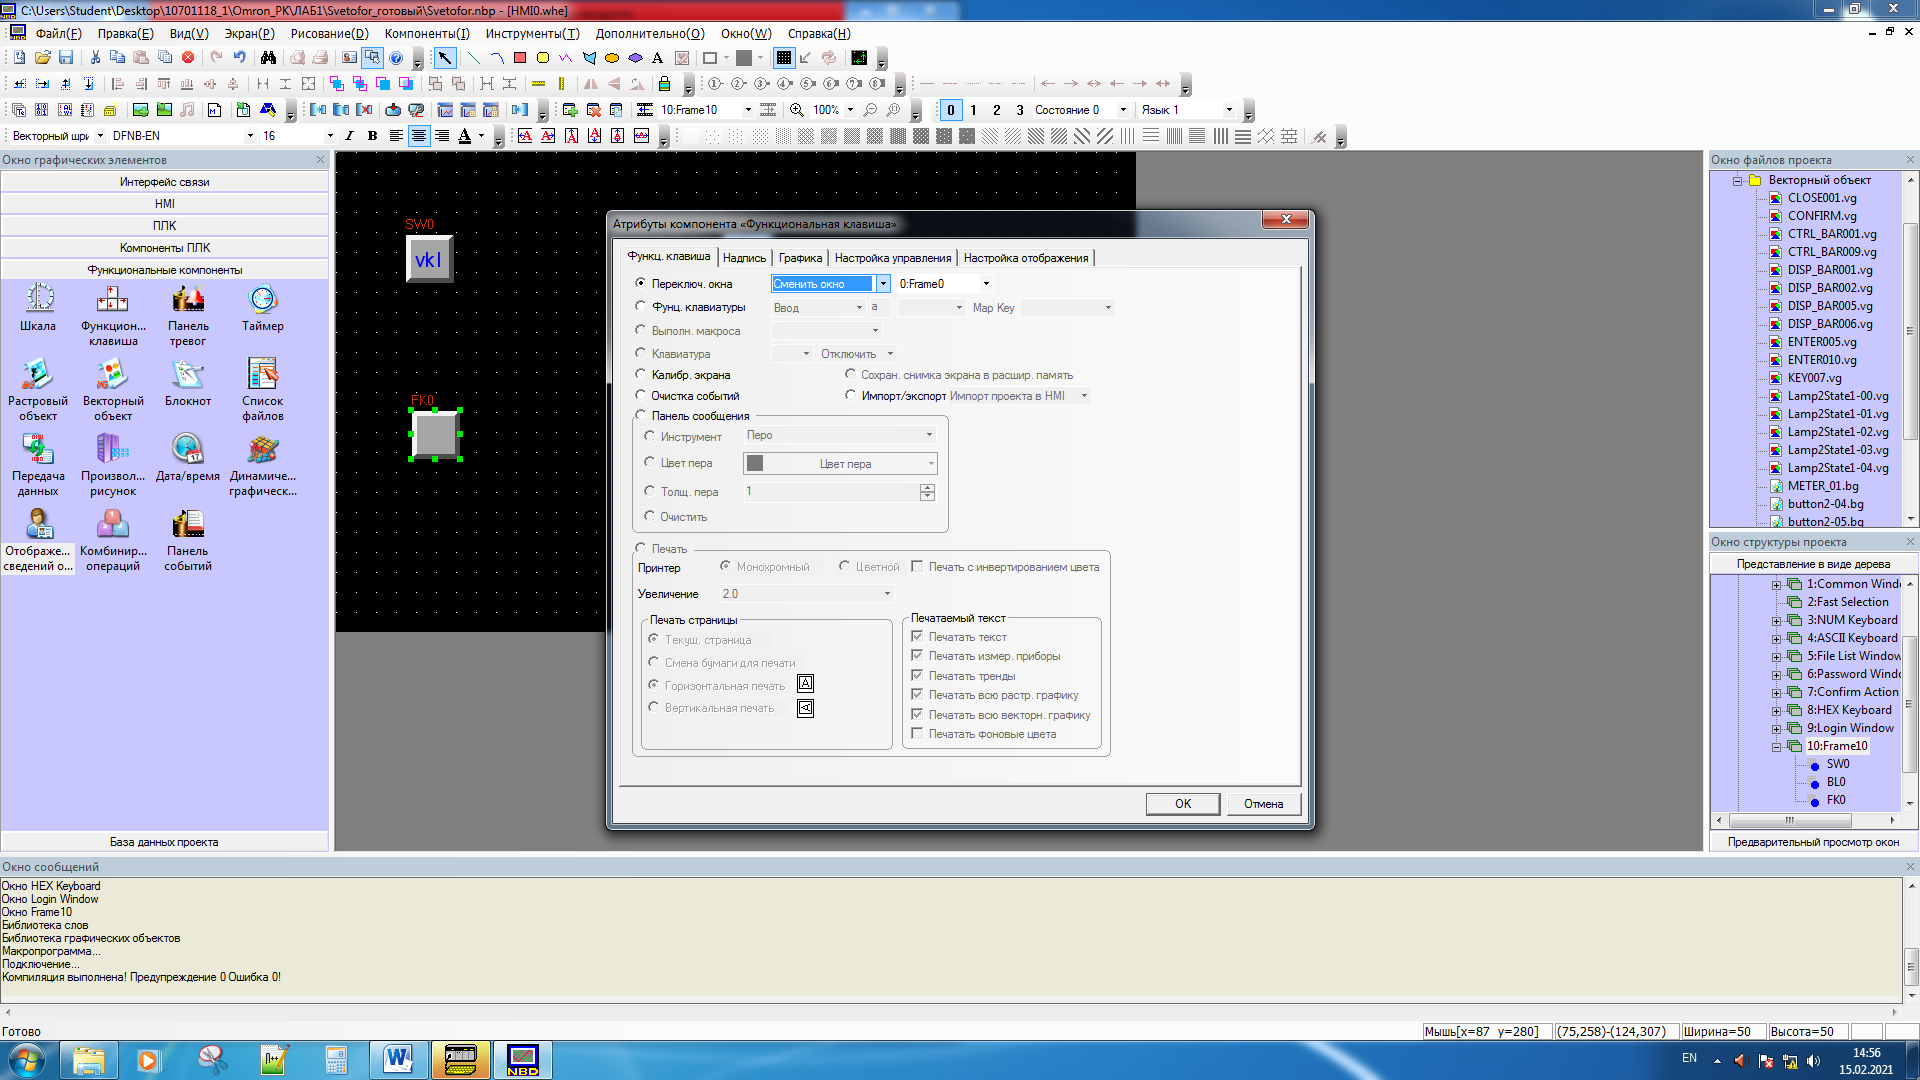 C:\Users\Student\Desktop\10701118_1\Omron_PK\ЛАБ1\Svetofor_готовый\Svetofor.nbp - [HMI0.whe]
Файл(F) Правка(E) Вид(V) Экран(P) Рисование(D) Компоненты(I) Инструменты(T) Дополнительно(O) Окно(W) Справка(H)
10:Frame10 100% 0 1 2 3 Состояние 0 Язык 1
Векторный шри DFNB-EN 16
Окно графических элементов
Интерфейс связи
HMI
ПЛК
Компоненты ПЛК
Функциональные компоненты
Шкала
Функцион... клавиша
Панель тревог
Таймер
Растровый объект
Векторный объект
Блокнот
Список файлов
Передача данных
Произвол... рисунок
Дата/время
Динамиче... графическ...
Отображе... сведений о...
Комбинир... операций
Панель событий
База данных проекта
SW0
vkl
FK0
Атрибуты компонента «Функциональная клавиша»
Функц. клавиша Надпись Графика Настройка управления Настройка отображения
Переключ. окна Сменить окно 0:Frame0
Фунц. клавиатуры Ввод a Map Key
Выполн. макроса
Клавиатура Отключить
Калибр. экрана Сохран. снимка экрана в расшир. память
Очистка событий Импорт/экспорт Импорт проекта в HMI
Панель сообщения
Инструмент Перо
Цвет пера Цвет пера
Толщ. пера 1
Очистить
Печать
Принтер Монохромный Цветной Печать с инвертированием цвета
Увеличение 2.0
Печать страницы
Текущ. страница
Смена бумаги для печати
Горизонтальная печать A
Вертикальная печать A
Печатаемый текст
Печатать текст
Печатать измер. приборы
Печатать тренды
Печатать всю растр. графику
Печатать всю векторн. графику
Печатать фоновые цвета
OK Отмена
Окно файлов проекта
Векторный объект
CLOSE001.vg
CONFIRM.vg
CTRL_BAR001.vg
CTRL_BAR009.vg
DISP_BAR001.vg
DISP_BAR002.vg
DISP_BAR005.vg
DISP_BAR006.vg
ENTER005.vg
ENTER010.vg
KEY007.vg
Lamp2State1-00.vg
Lamp2State1-01.vg
Lamp2State1-02.vg
Lamp2State1-03.vg
Lamp2State1-04.vg
METER_01.bg
button2-04.bg
button2-05.bg
Окно структуры проекта
Представление в виде дерева
1:Common Windo
2:Fast Selection
3:NUM Keyboard
4:ASCII Keyboard
5:File List Window
6:Password Windo
7:Confirm Action
8:HEX Keyboard
9:Login Window
10:Frame10
SW0
BL0
FK0
Предварительный просмотр окон
Окно сообщений
Окно HEX Keyboard
Окно Login Window
Окно Frame10
Библиотека слов
Библиотека графических объектов
Макропрограмма...
Подключение...
Компиляция выполнена! Предупреждение 0 Ошибка 0!
Готово
Мышь[x=87 y=280] (75,258)-(124,307) Ширина=50 Высота=50
EN
14:56
15.02.2021